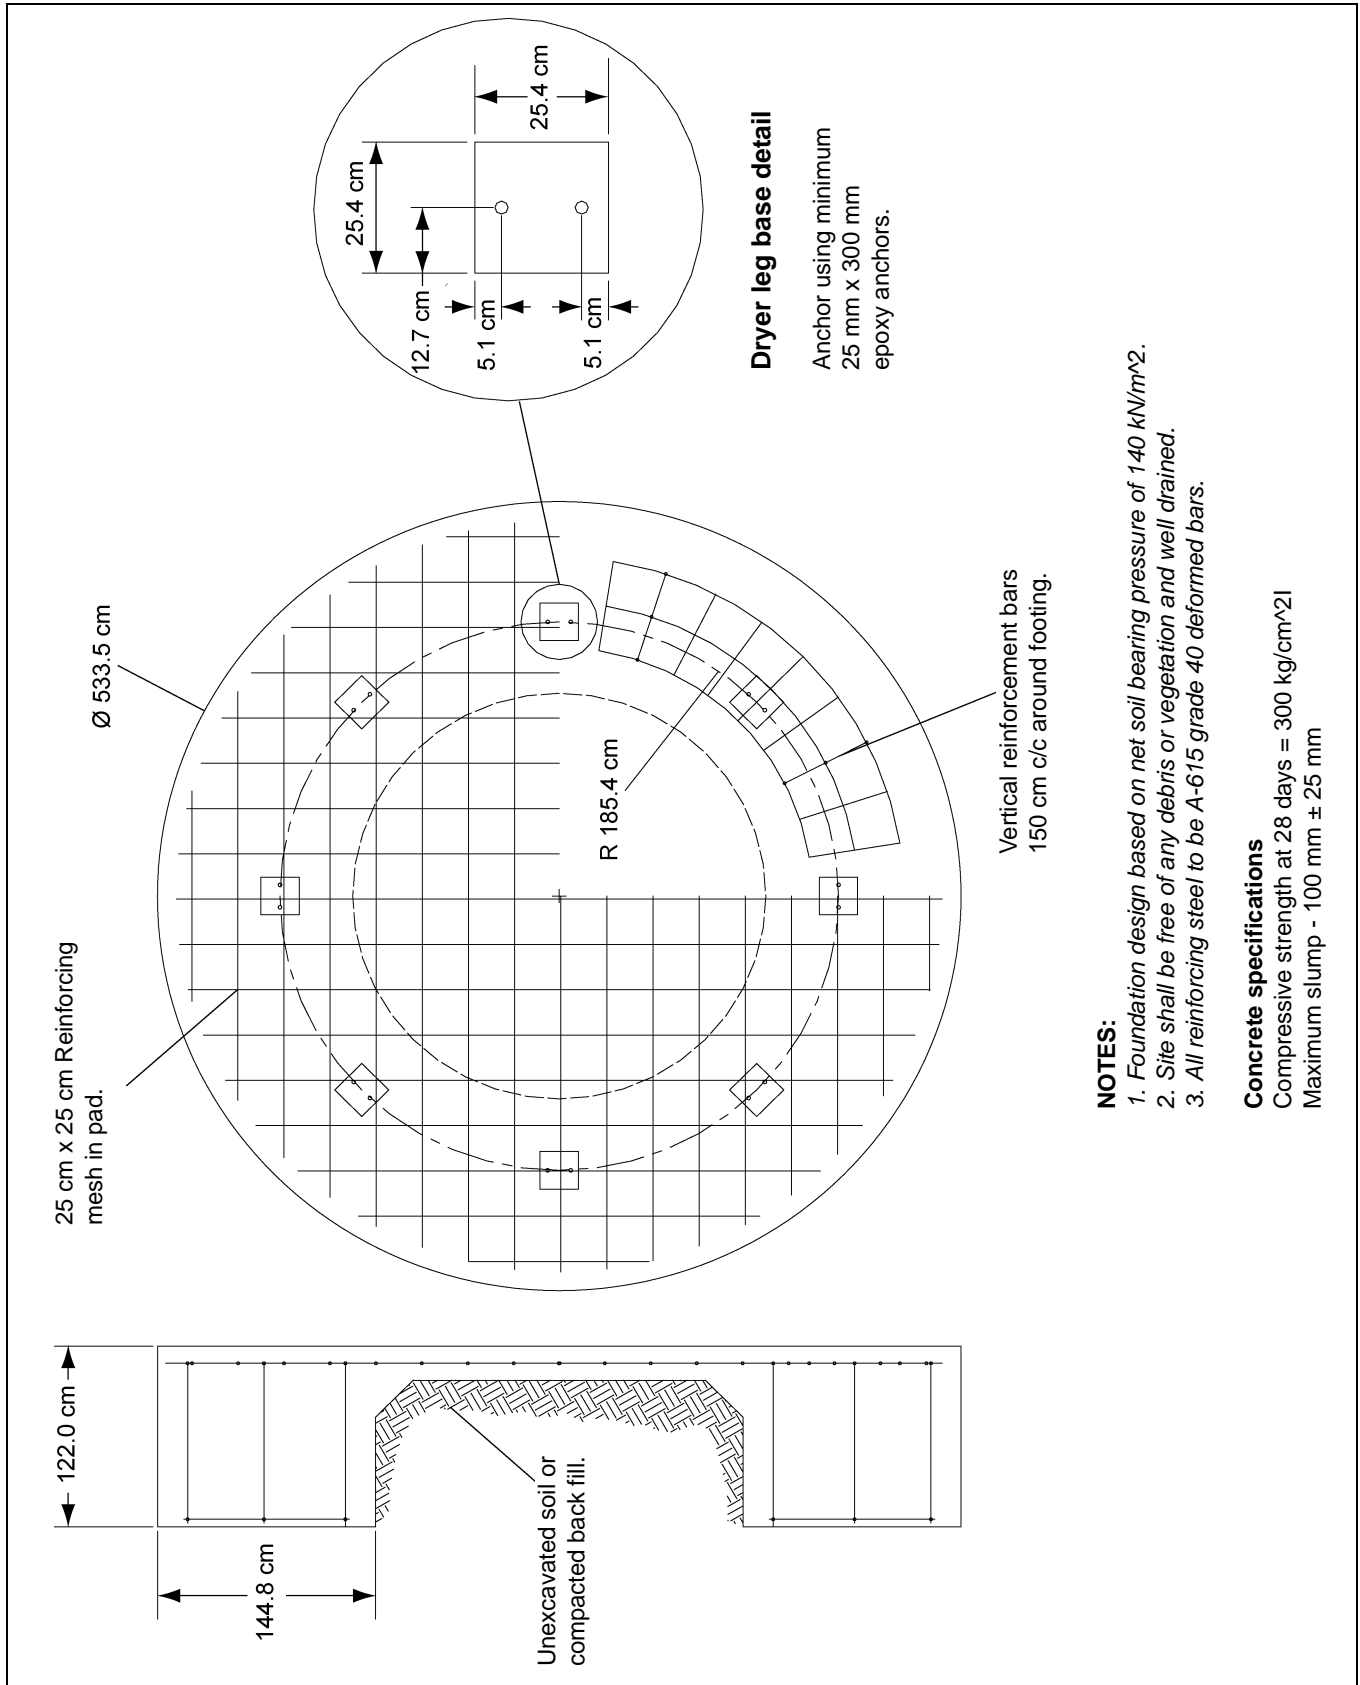 122.0 cm
144.8 cm
Unexcavated soil or
compacted back fill.
25 cm x 25 cm Reinforcing
mesh in pad.
Ø 533.5 cm
R 185.4 cm
Vertical reinforcement bars
150 cm c/c around footing.
25.4 cm
25.4 cm
12.7 cm
5.1 cm
5.1 cm
Dryer leg base detail
Anchor using minimum
25 mm x 300 mm
epoxy anchors.
NOTES:
1. Foundation design based on net soil bearing pressure of 140 kN/m^2.
2. Site shall be free of any debris or vegetation and well drained.
3. All reinforcing steel to be A-615 grade 40 deformed bars.
Concrete specifications
Compressive strength at 28 days = 300 kg/cm^2l
Maximum slump - 100 mm ± 25 mm